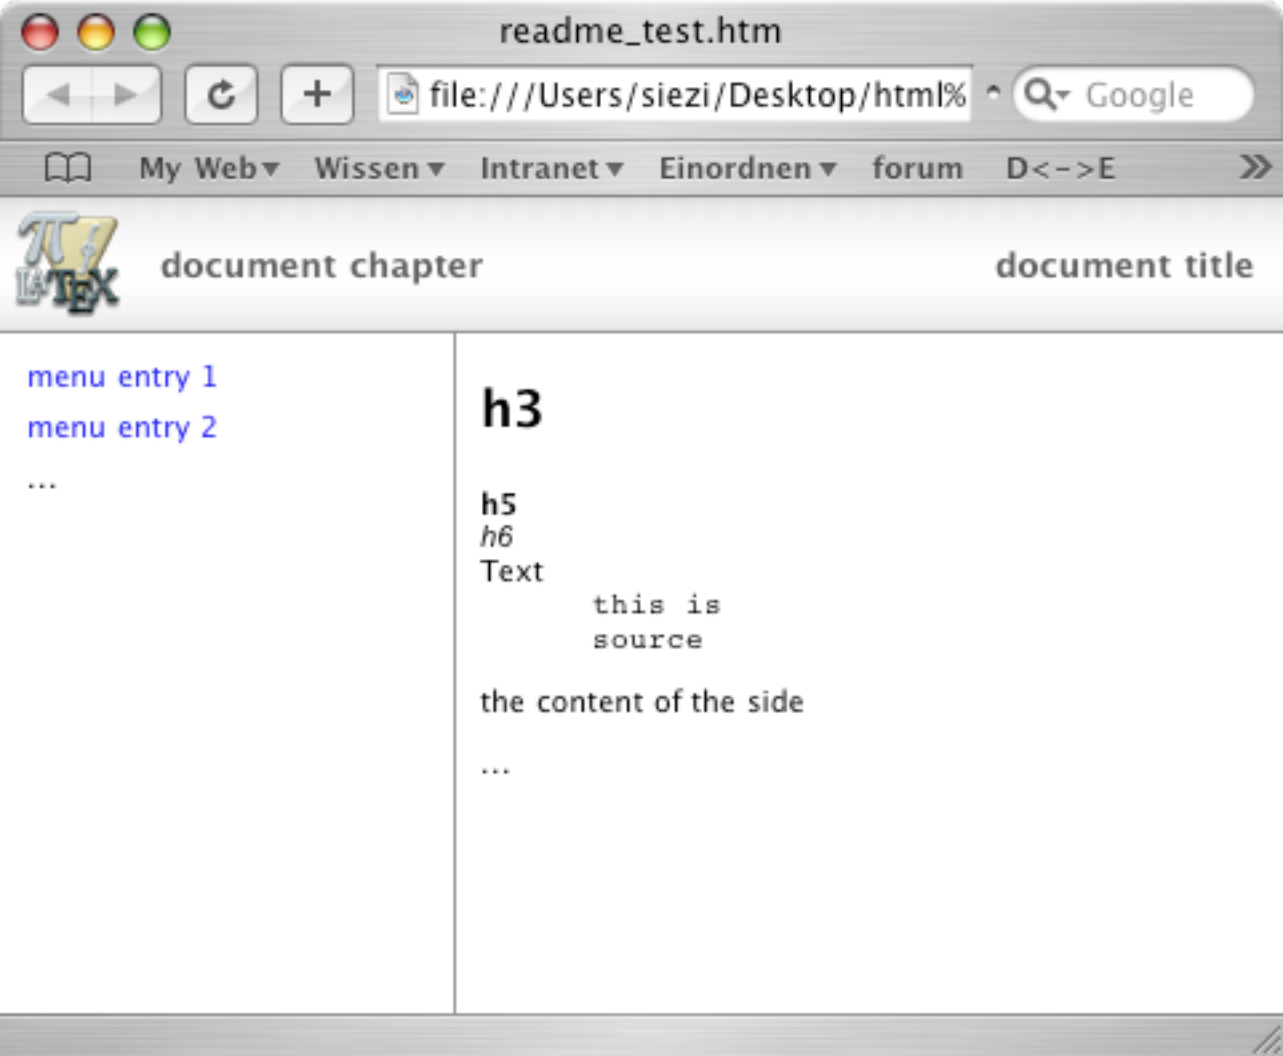 readme_test.htm
file:///Users/siezi/Desktop/html%
Google
My Web Wissen Intranet Einordnen forum D<->E
π
LATEX
document chapter
document title
menu entry 1
menu entry 2
...
h3
h5
h6
Text
this is
source
the content of the side
...